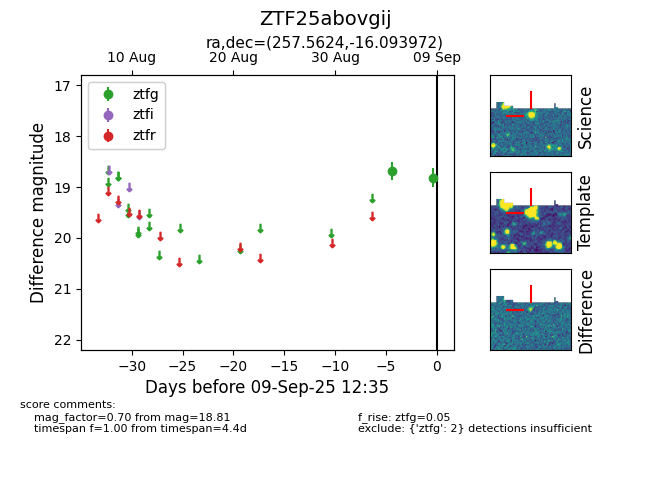 ZTF25abovgij
ra,dec=(257.5624,-16.093972)
10 Aug 20 Aug 30 Aug 09 Sep
ztfg
ztfi
ztfr
17
18
19
20
21
22
Difference magnitude
−30 −25 −20 −15 −10 −5 0
Days before 09-Sep-25 12:35
Science
Template
Difference
score comments:
mag_factor=0.70 from mag=18.81
timespan f=1.00 from timespan=4.4d
f_rise: ztfg=0.05
exclude: {'ztfg': 2} detections insufficient